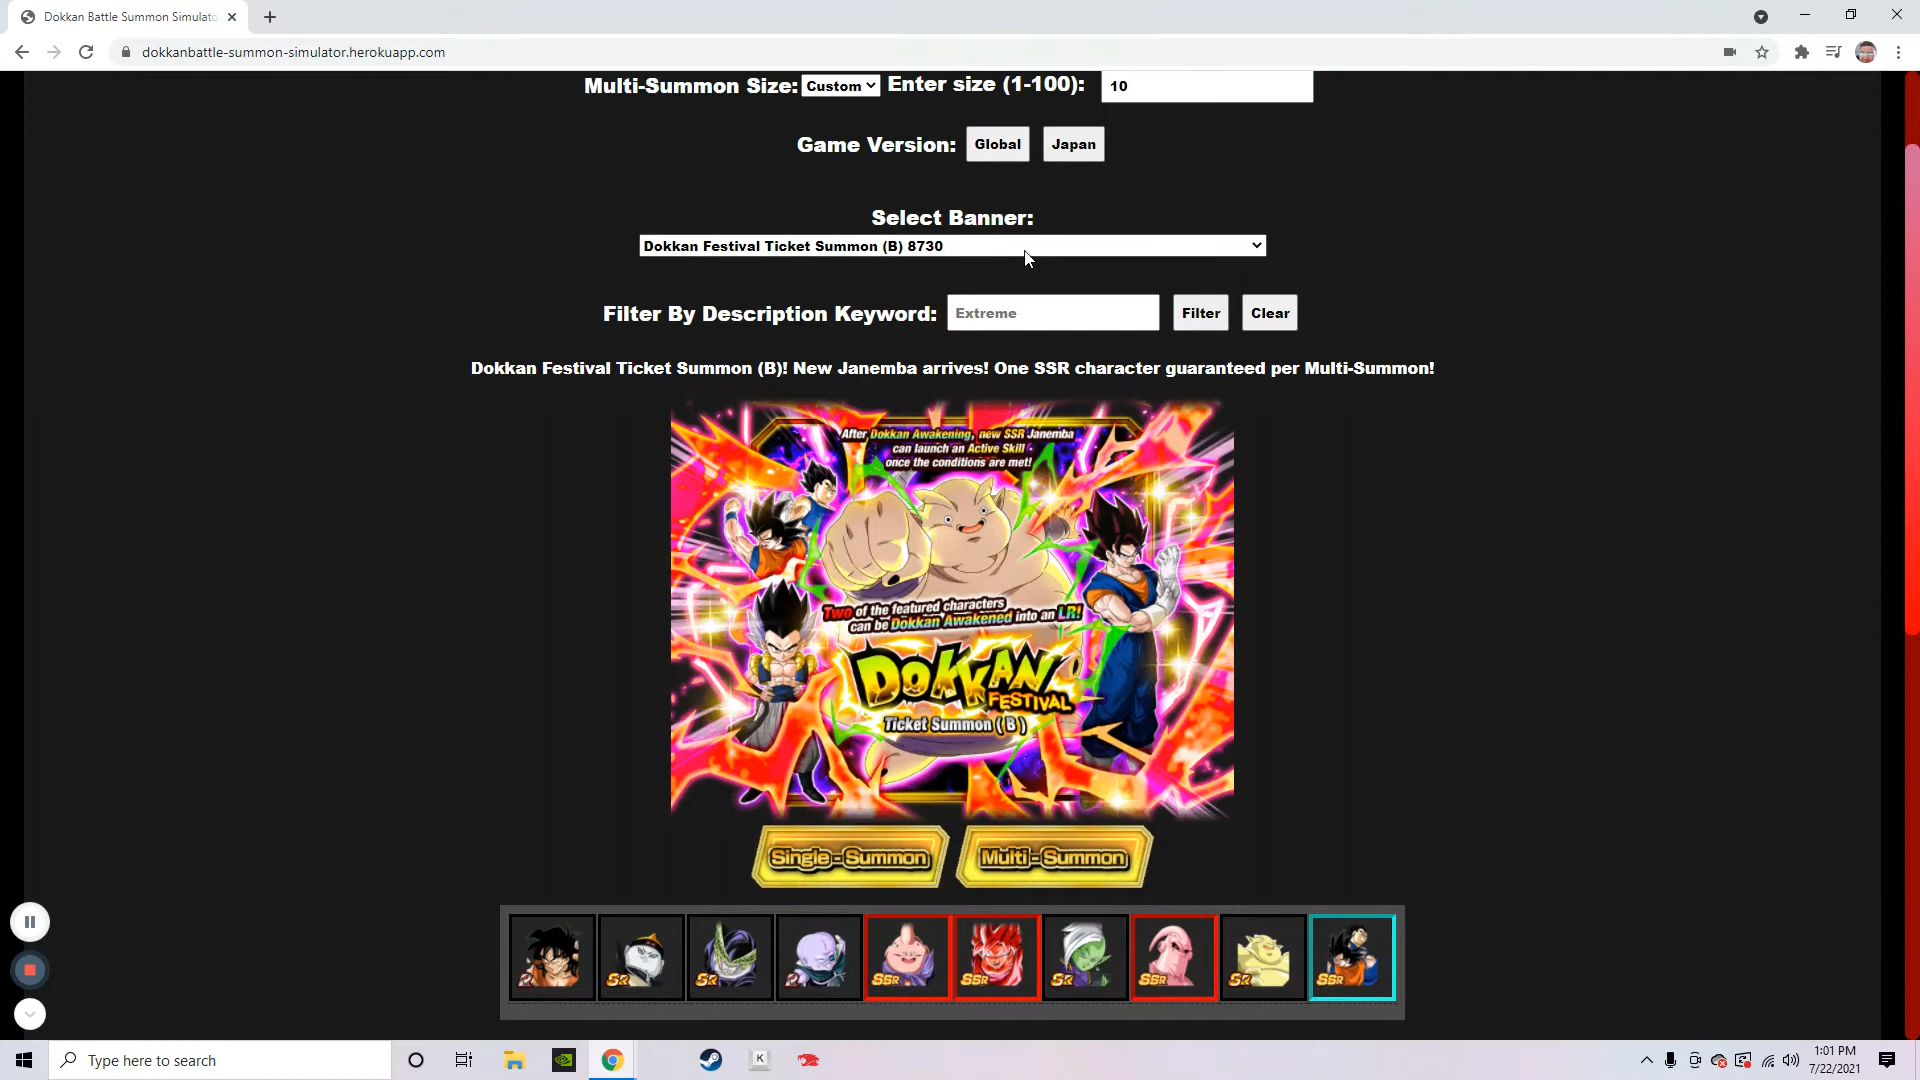 Dokkan Battle Summon Simulato
dokkanbattle-summon-simulator.herokuapp.com
Multi-Summon Size: Custom Enter size (1-100): 10
Game Version: Global Japan
Select Banner:
Dokkan Festival Ticket Summon (B) 8730
Filter By Description Keyword: Extreme Filter Clear
Dokkan Festival Ticket Summon (B)! New Janemba arrives! One SSR character guaranteed per Multi-Summon!
After Dokkan Awakening, new SSR Janemba
can launch an Active Skill
once the conditions are met!
Two of the featured characters
can be Dokkan Awakened into an LR!
DOKKAN
FESTIVAL
Ticket Summon (B)
Single-Summon Multi-Summon
R SR SR R SSR SSR SR SSR SR SSR
Type here to search
K
1:01 PM
7/22/2021